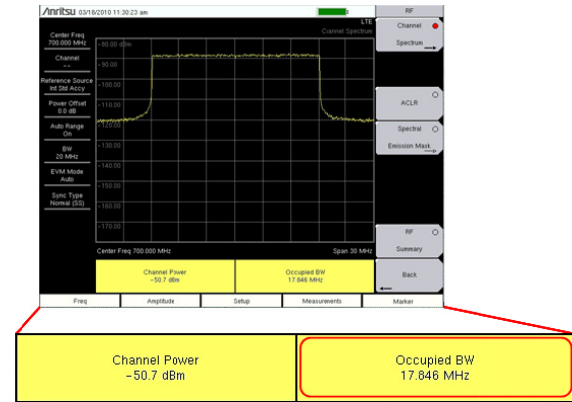 Anritsu 03/18/2010 11:30:23 am
RF
LTE
Channel Spectrum
Center Freq
700.000 MHz
Channel
--
Reference Source
Int Std Accy
Power Offset
0.0 dB
Auto Range
On
BW
20 MHz
EVM Mode
Auto
Sync Type
Normal (SS)
-80.00 dBm
-90.00
-100.00
-110.00
-120.00
-130.00
-140.00
-150.00
-160.00
-170.00
Center Freq 700.000 MHz
Span 30 MHz
Channel Power
-50.7 dBm
Occupied BW
17.846 MHz
Channel
Spectrum
ACLR
Spectral
Emission Mask
RF
Summary
Back
Freq
Amplitude
Setup
Measurements
Marker
Channel Power
-50.7 dBm
Occupied BW
17.846 MHz